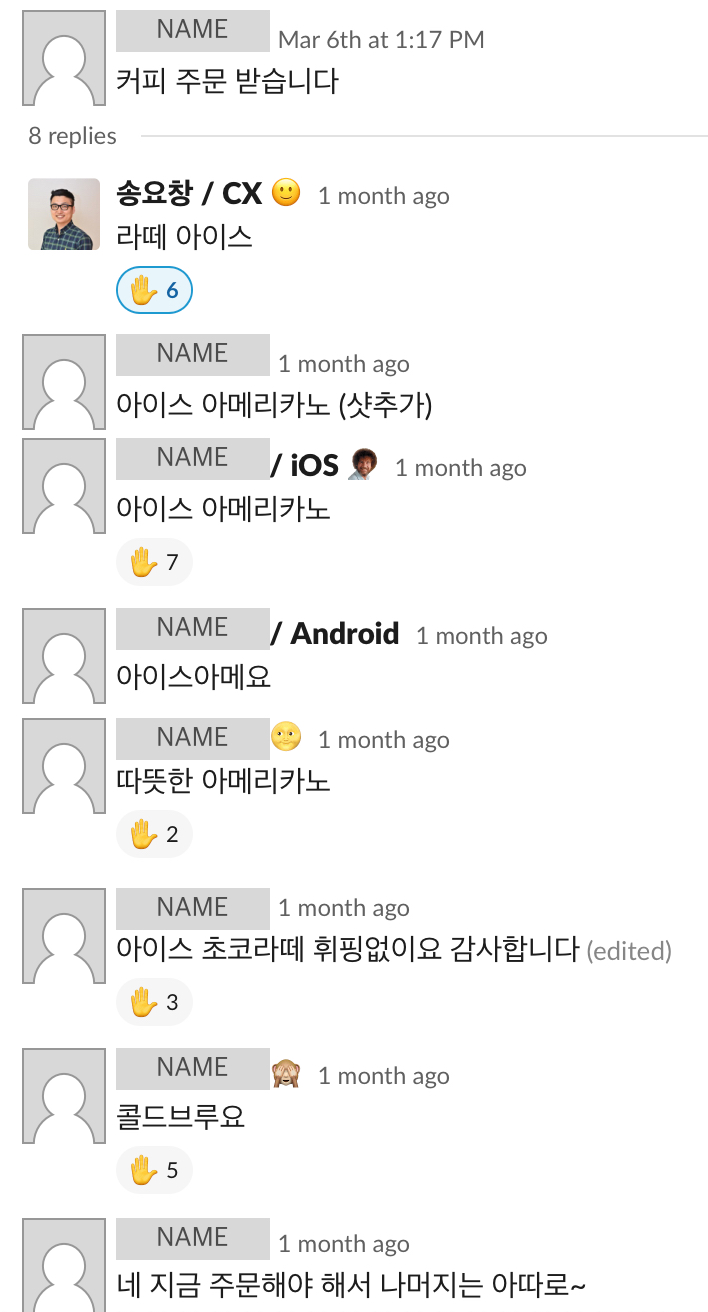 NAME Mar 6th at 1:17 PM
커피 주문 받습니다
8 replies
송요창 / CX 1 month ago
라떼 아이스
6
NAME 1 month ago
아이스 아메리카노 (샷추가)
NAME / iOS 1 month ago
아이스 아메리카노
7
NAME / Android 1 month ago
아이스아메요
NAME 1 month ago
따뜻한 아메리카노
2
NAME 1 month ago
아이스 초코라떼 휘핑없이요 감사합니다 (edited)
3
NAME 1 month ago
콜드브루요
5
NAME 1 month ago
네 지금 주문해야 해서 나머지는 아따로~